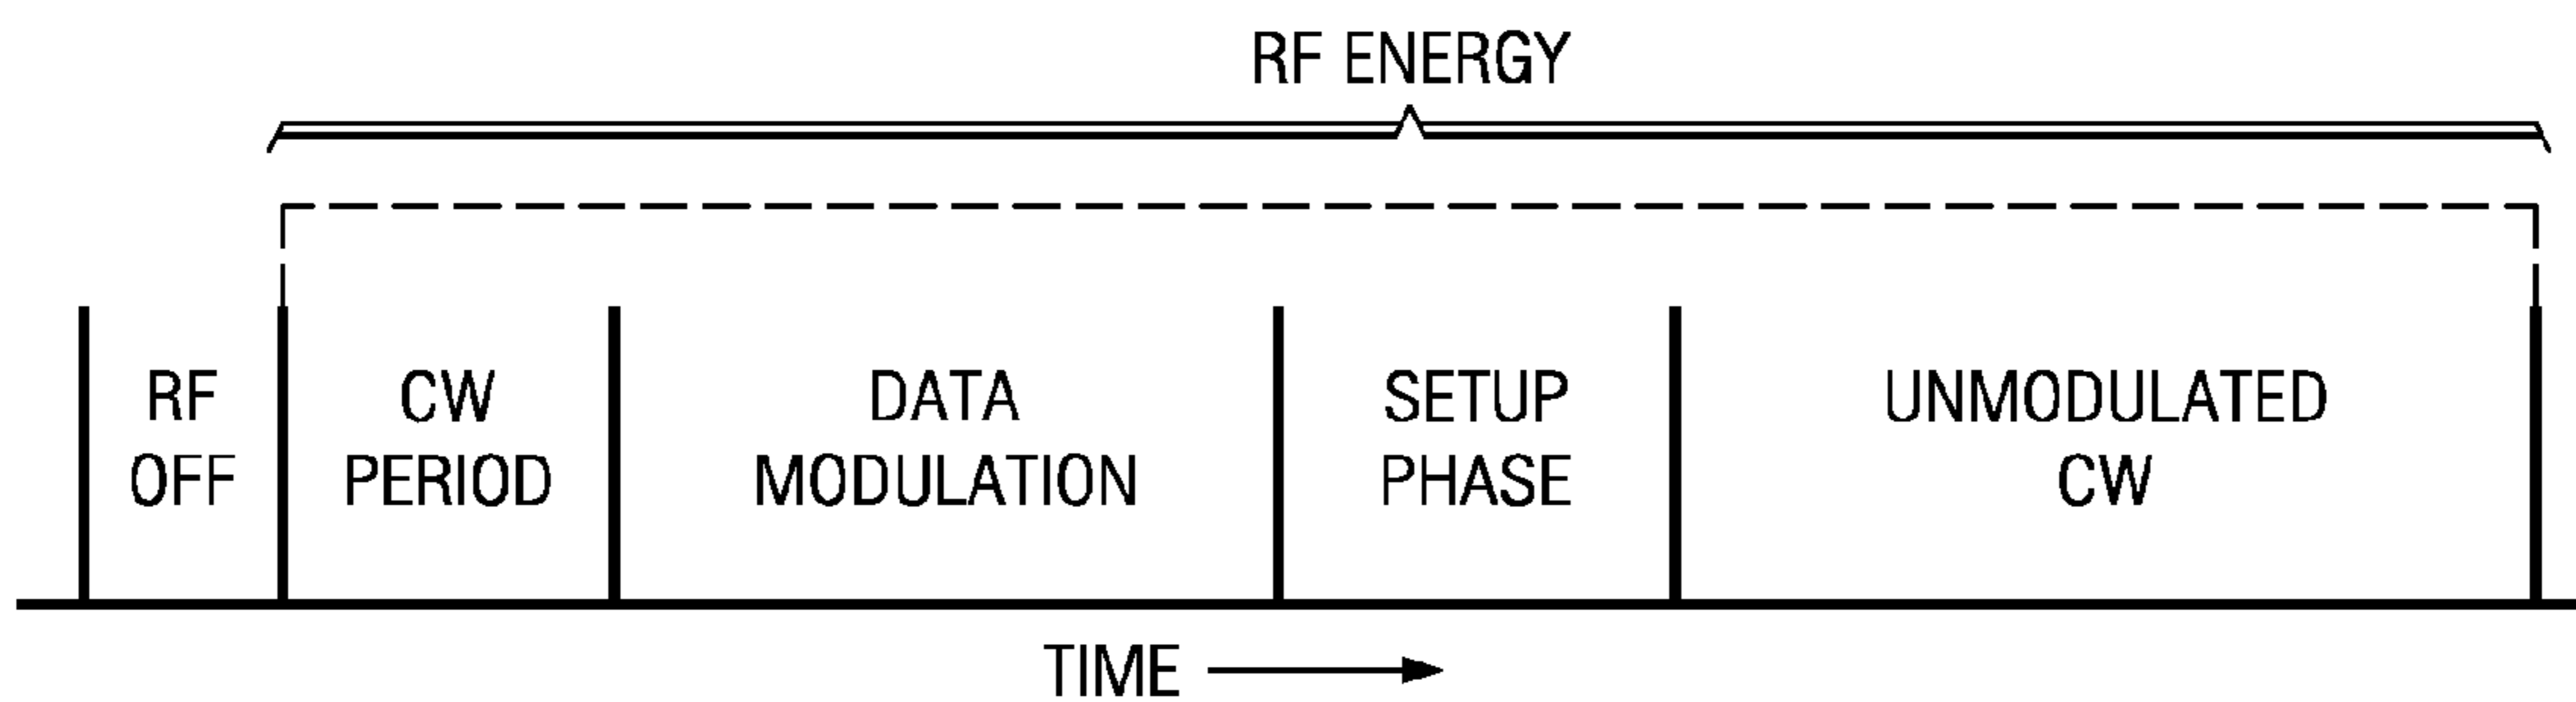 RF ENERGY
RF
OFF
CW
PERIOD
DATA
MODULATION
SETUP
PHASE
UNMODULATED
CW
TIME